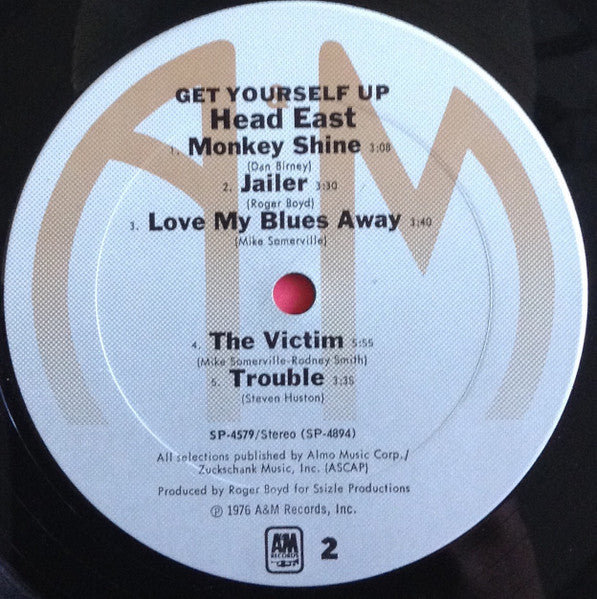 GET YOURSELF UP
Head East
1. Monkey Shine 3:08
(Dan Birney)
2. Jailer 3:30
(Roger Boyd)
3. Love My Blues Away 3:40
(Mike Somerville)
4. The Victim 5:55
(Mike Somerville-Rodney Smith)
5. Trouble 3:35
(Steven Huston)
SP-4579/Stereo (SP-4894)
All selections published by Almo Music Corp./
Zuckschank Music, Inc. (ASCAP)
Produced by Roger Boyd for Ssizle Productions
℗ 1976 A&M Records, Inc.
A&M
RECORDS
2